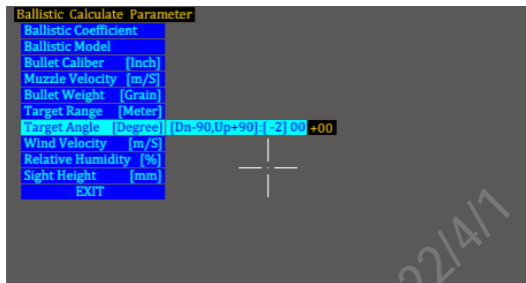 Ballistic Calculate Parameter
Ballistic Coefficient
Ballistic Model
Bullet Caliber [Inch]
Muzzle Velocity [m/S]
Bullet Weight [Grain]
Target Range [Meter]
Target Angle [Degree] [Dn-90,Up+90]:[ -2] 00 +00
Wind Velocity [m/S]
Relative Humidity [%]
Sight Height [mm]
EXIT
22/4/1